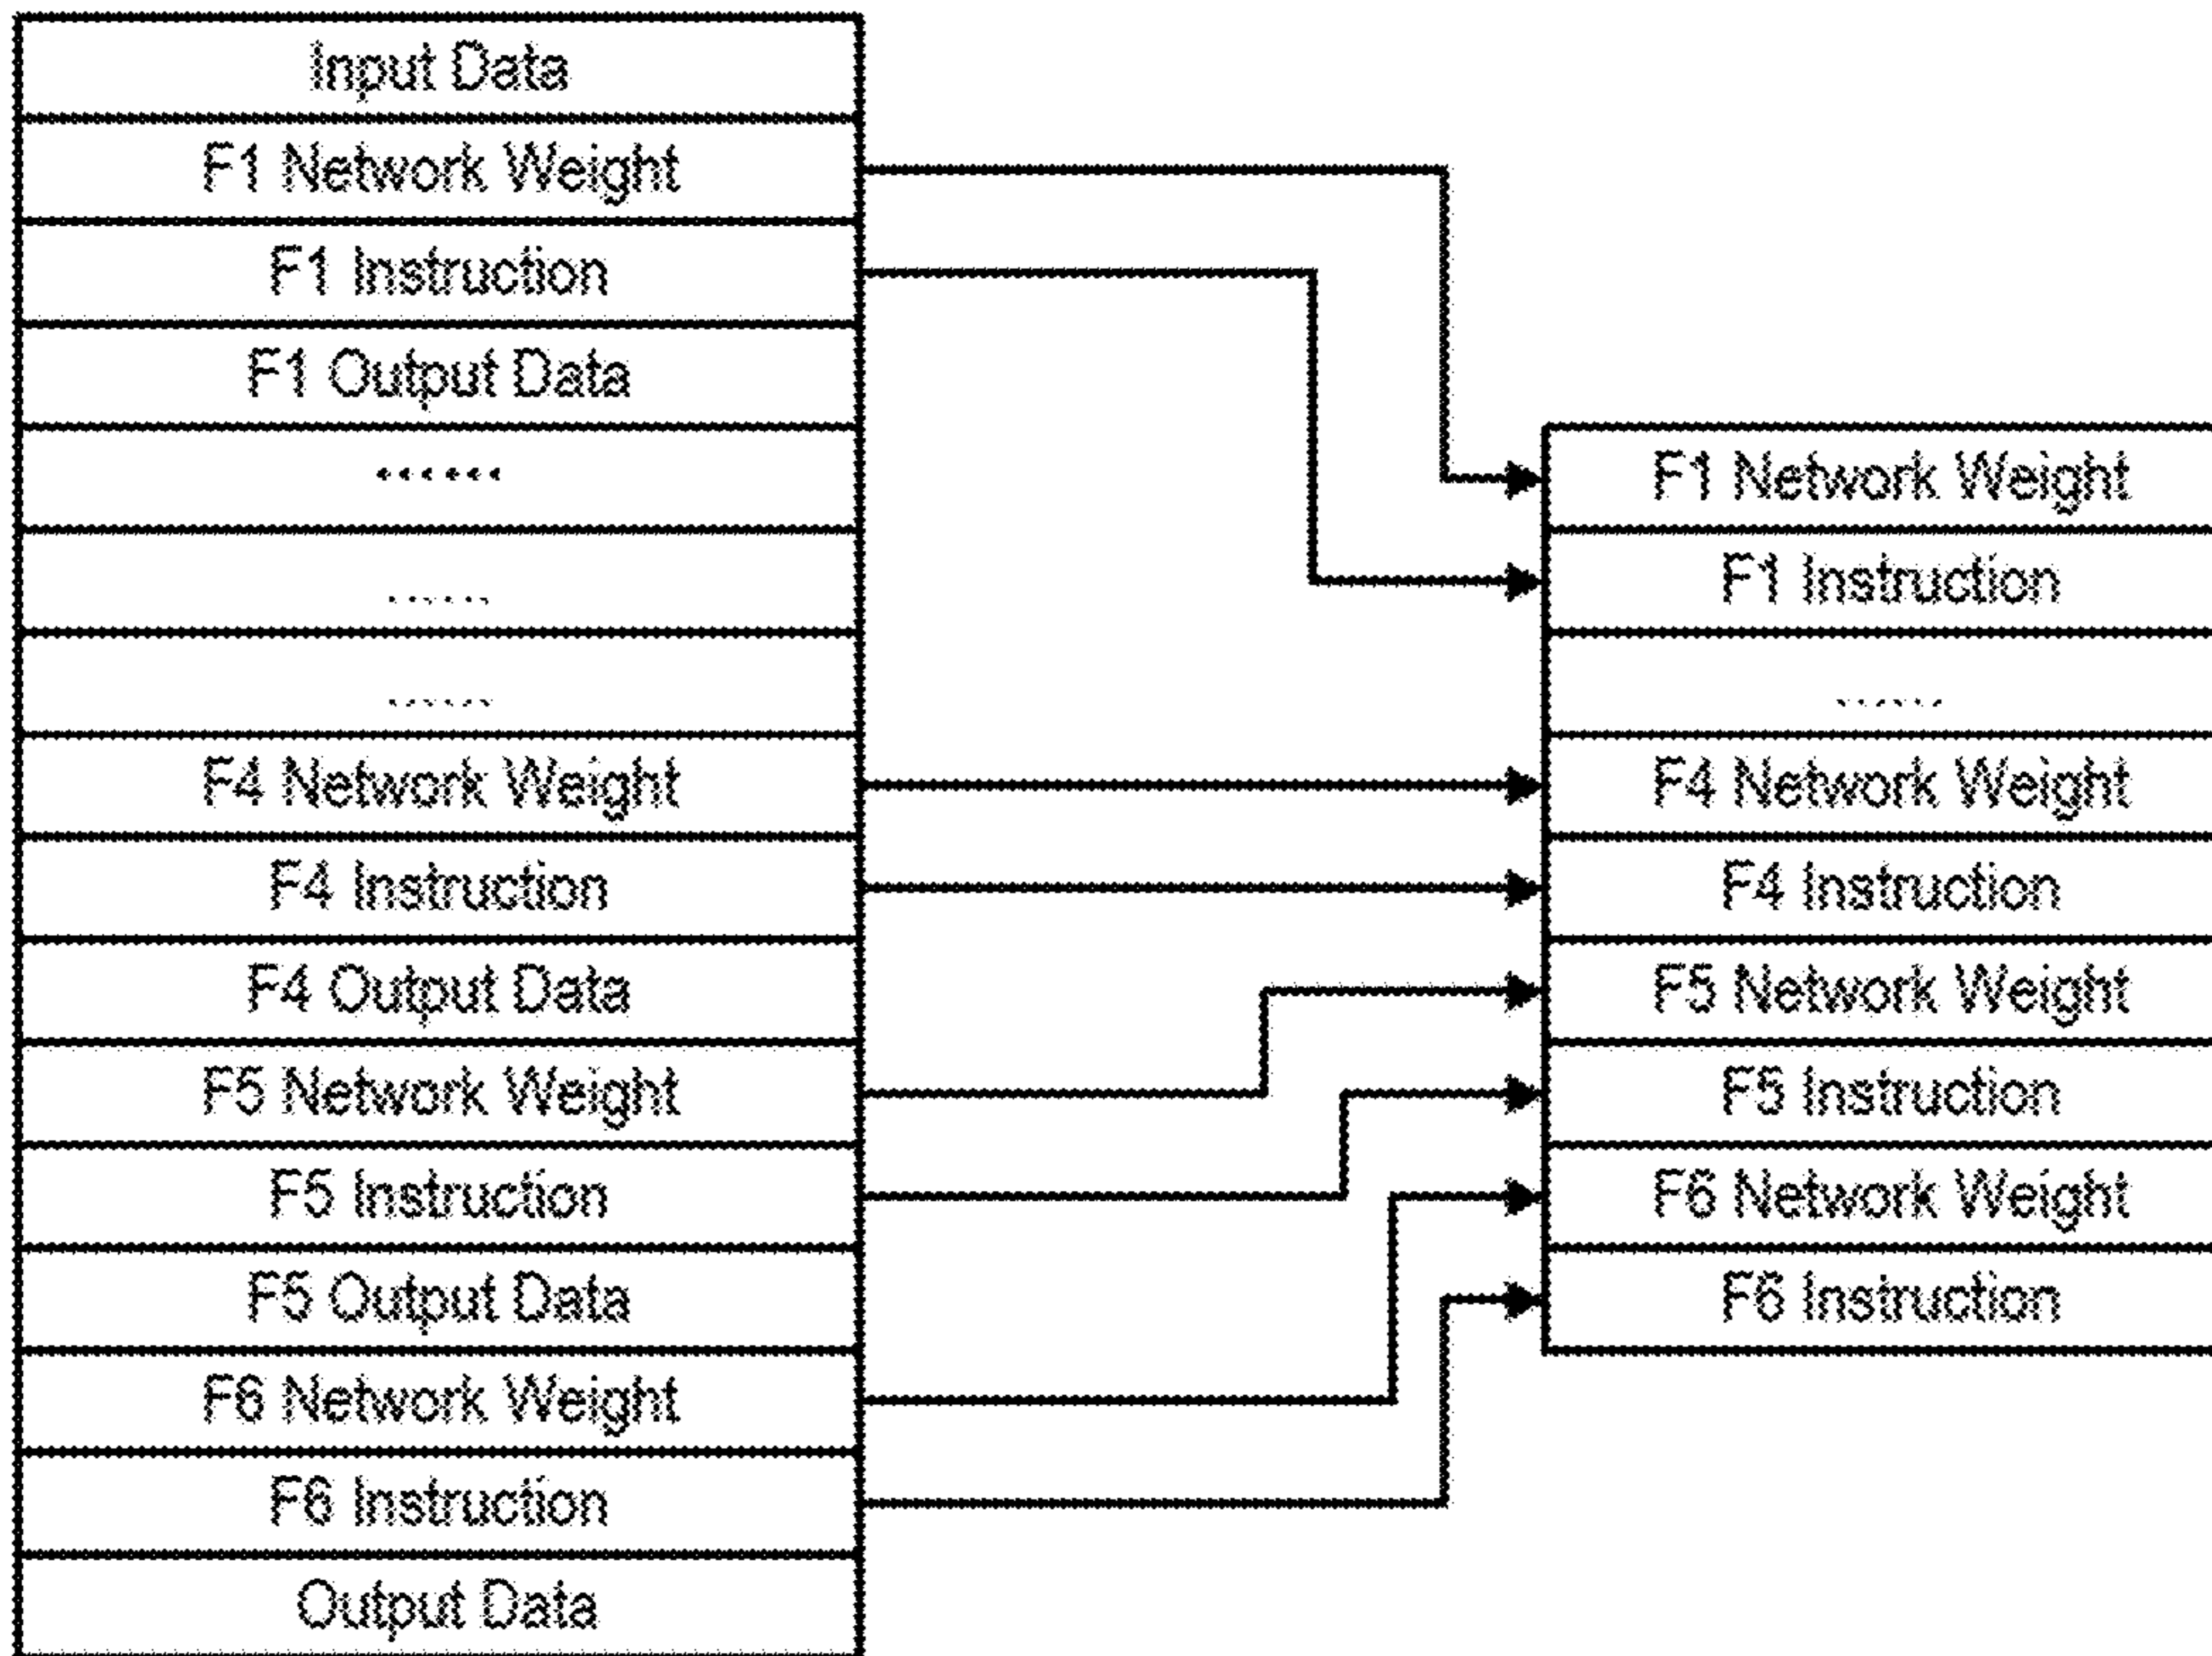 Input Data
F1 Network Weight
F1 Instruction
F1 Output Data
......
......
......
F4 Network Weight
F4 Instruction
F4 Output Data
F5 Network Weight
F5 Instruction
F5 Output Data
F6 Network Weight
F6 Instruction
Output Data
F1 Network Weight
F1 Instruction
......
F4 Network Weight
F4 Instruction
F5 Network Weight
F5 Instruction
F6 Network Weight
F6 Instruction